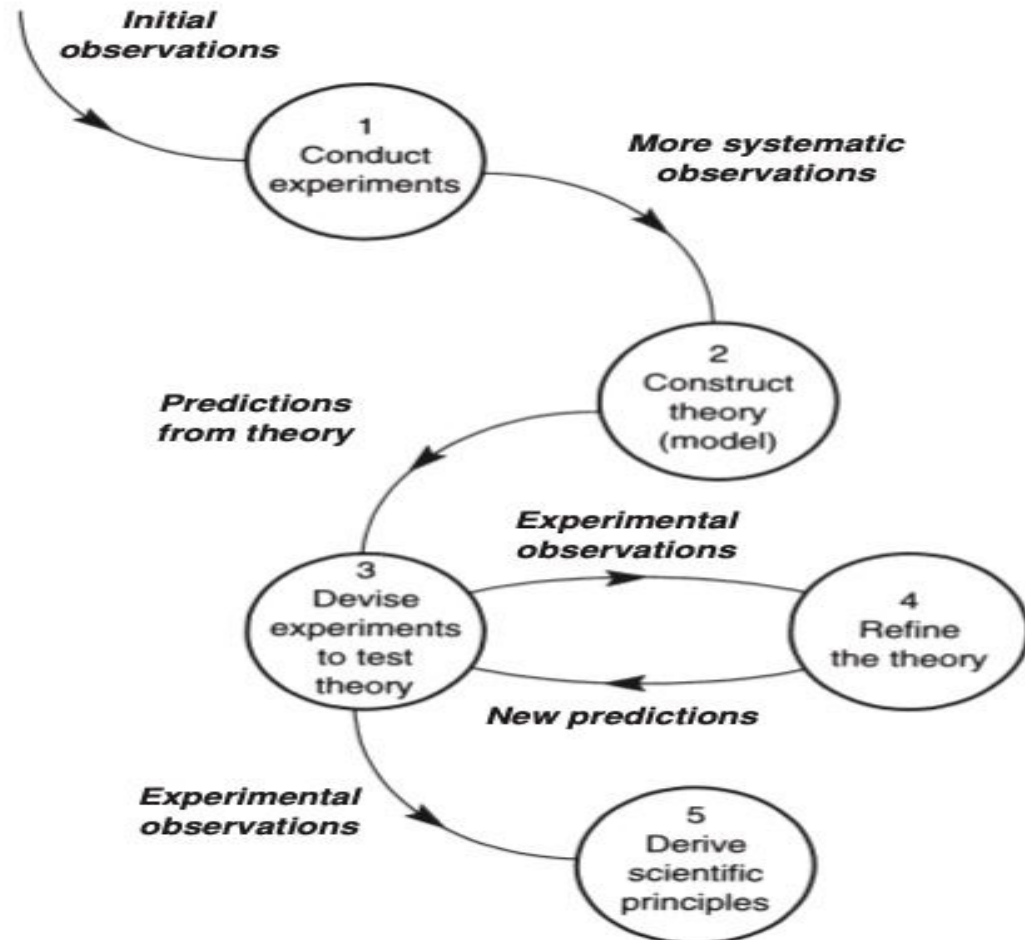 Initial
observations
1
Conduct
experiments
More systematic
observations
2
Construct
theory
(model)
Predictions
from theory
Experimental
observations
3
Devise
experiments
to test
theory
4
Refine
the theory
New predictions
Experimental
observations
5
Derive
scientific
principles